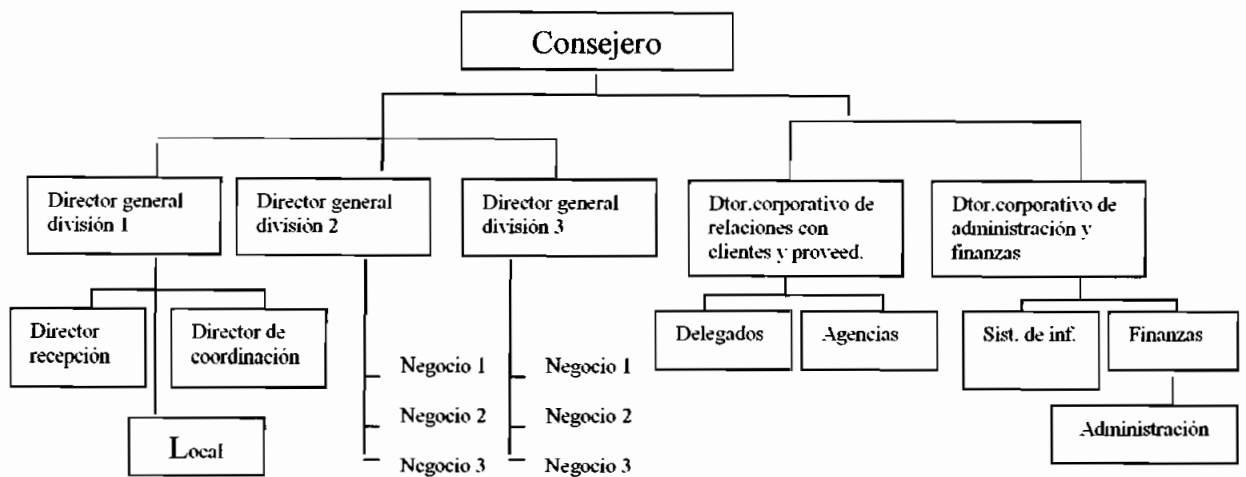 Consejero
Director general
división 1
Director general
división 2
Director general
división 3
Dtor.corporativo de
relaciones con
clientes y proveed.
Dtor.corporativo de
administración y
finanzas
Director
recepción
Director de
coordinación
Delegados
Agencias
Sist. de inf.
Finanzas
Negocio 1
Negocio 1
Negocio 2
Negocio 2
Negocio 3
Negocio 3
Local
Administración